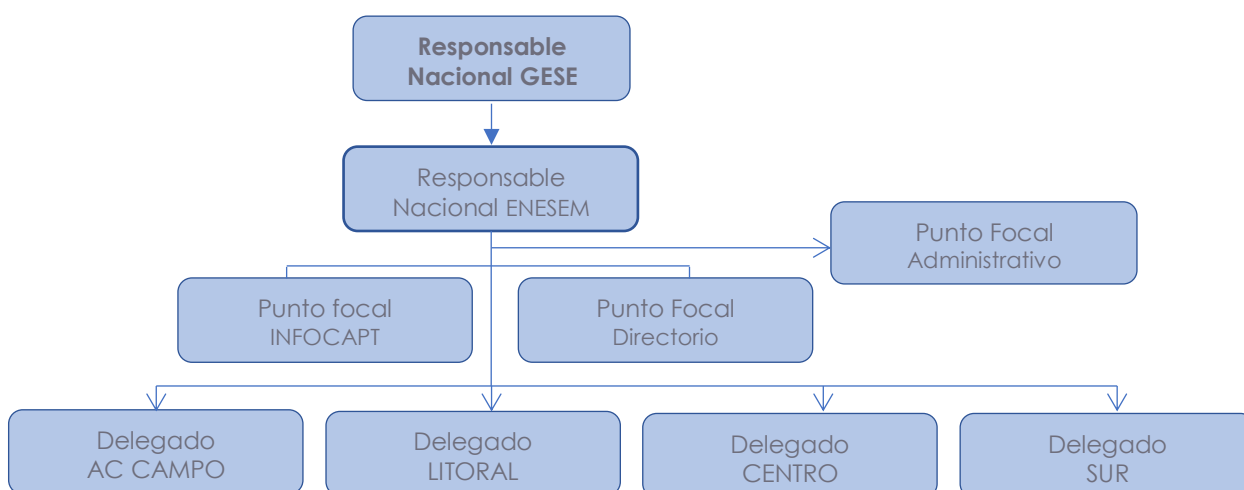 Responsable
Nacional GESE
Responsable
Nacional ENESEM
Punto Focal
Administrativo
Punto focal
INFOCAPT
Punto Focal
Directorio
Delegado
AC CAMPO
Delegado
LITORAL
Delegado
CENTRO
Delegado
SUR